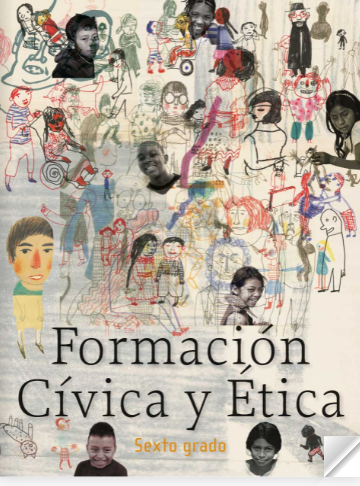 Formación
Cívica y Ética
Sexto grado